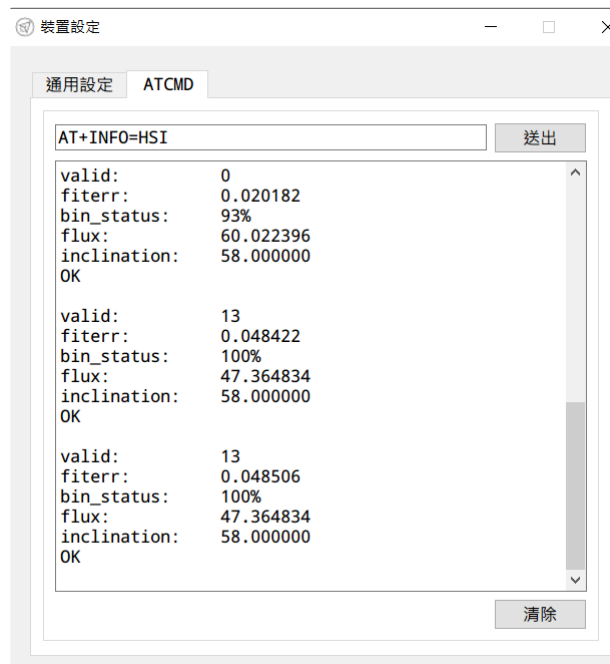 裝置設定
通用設定 ATCMD
AT+INFO=HSI 送出
valid: 0
fiterr: 0.020182
bin_status: 93%
flux: 60.022396
inclination: 58.000000
OK
valid: 13
fiterr: 0.048422
bin_status: 100%
flux: 47.364834
inclination: 58.000000
OK
valid: 13
fiterr: 0.048506
bin_status: 100%
flux: 47.364834
inclination: 58.000000
OK
清除